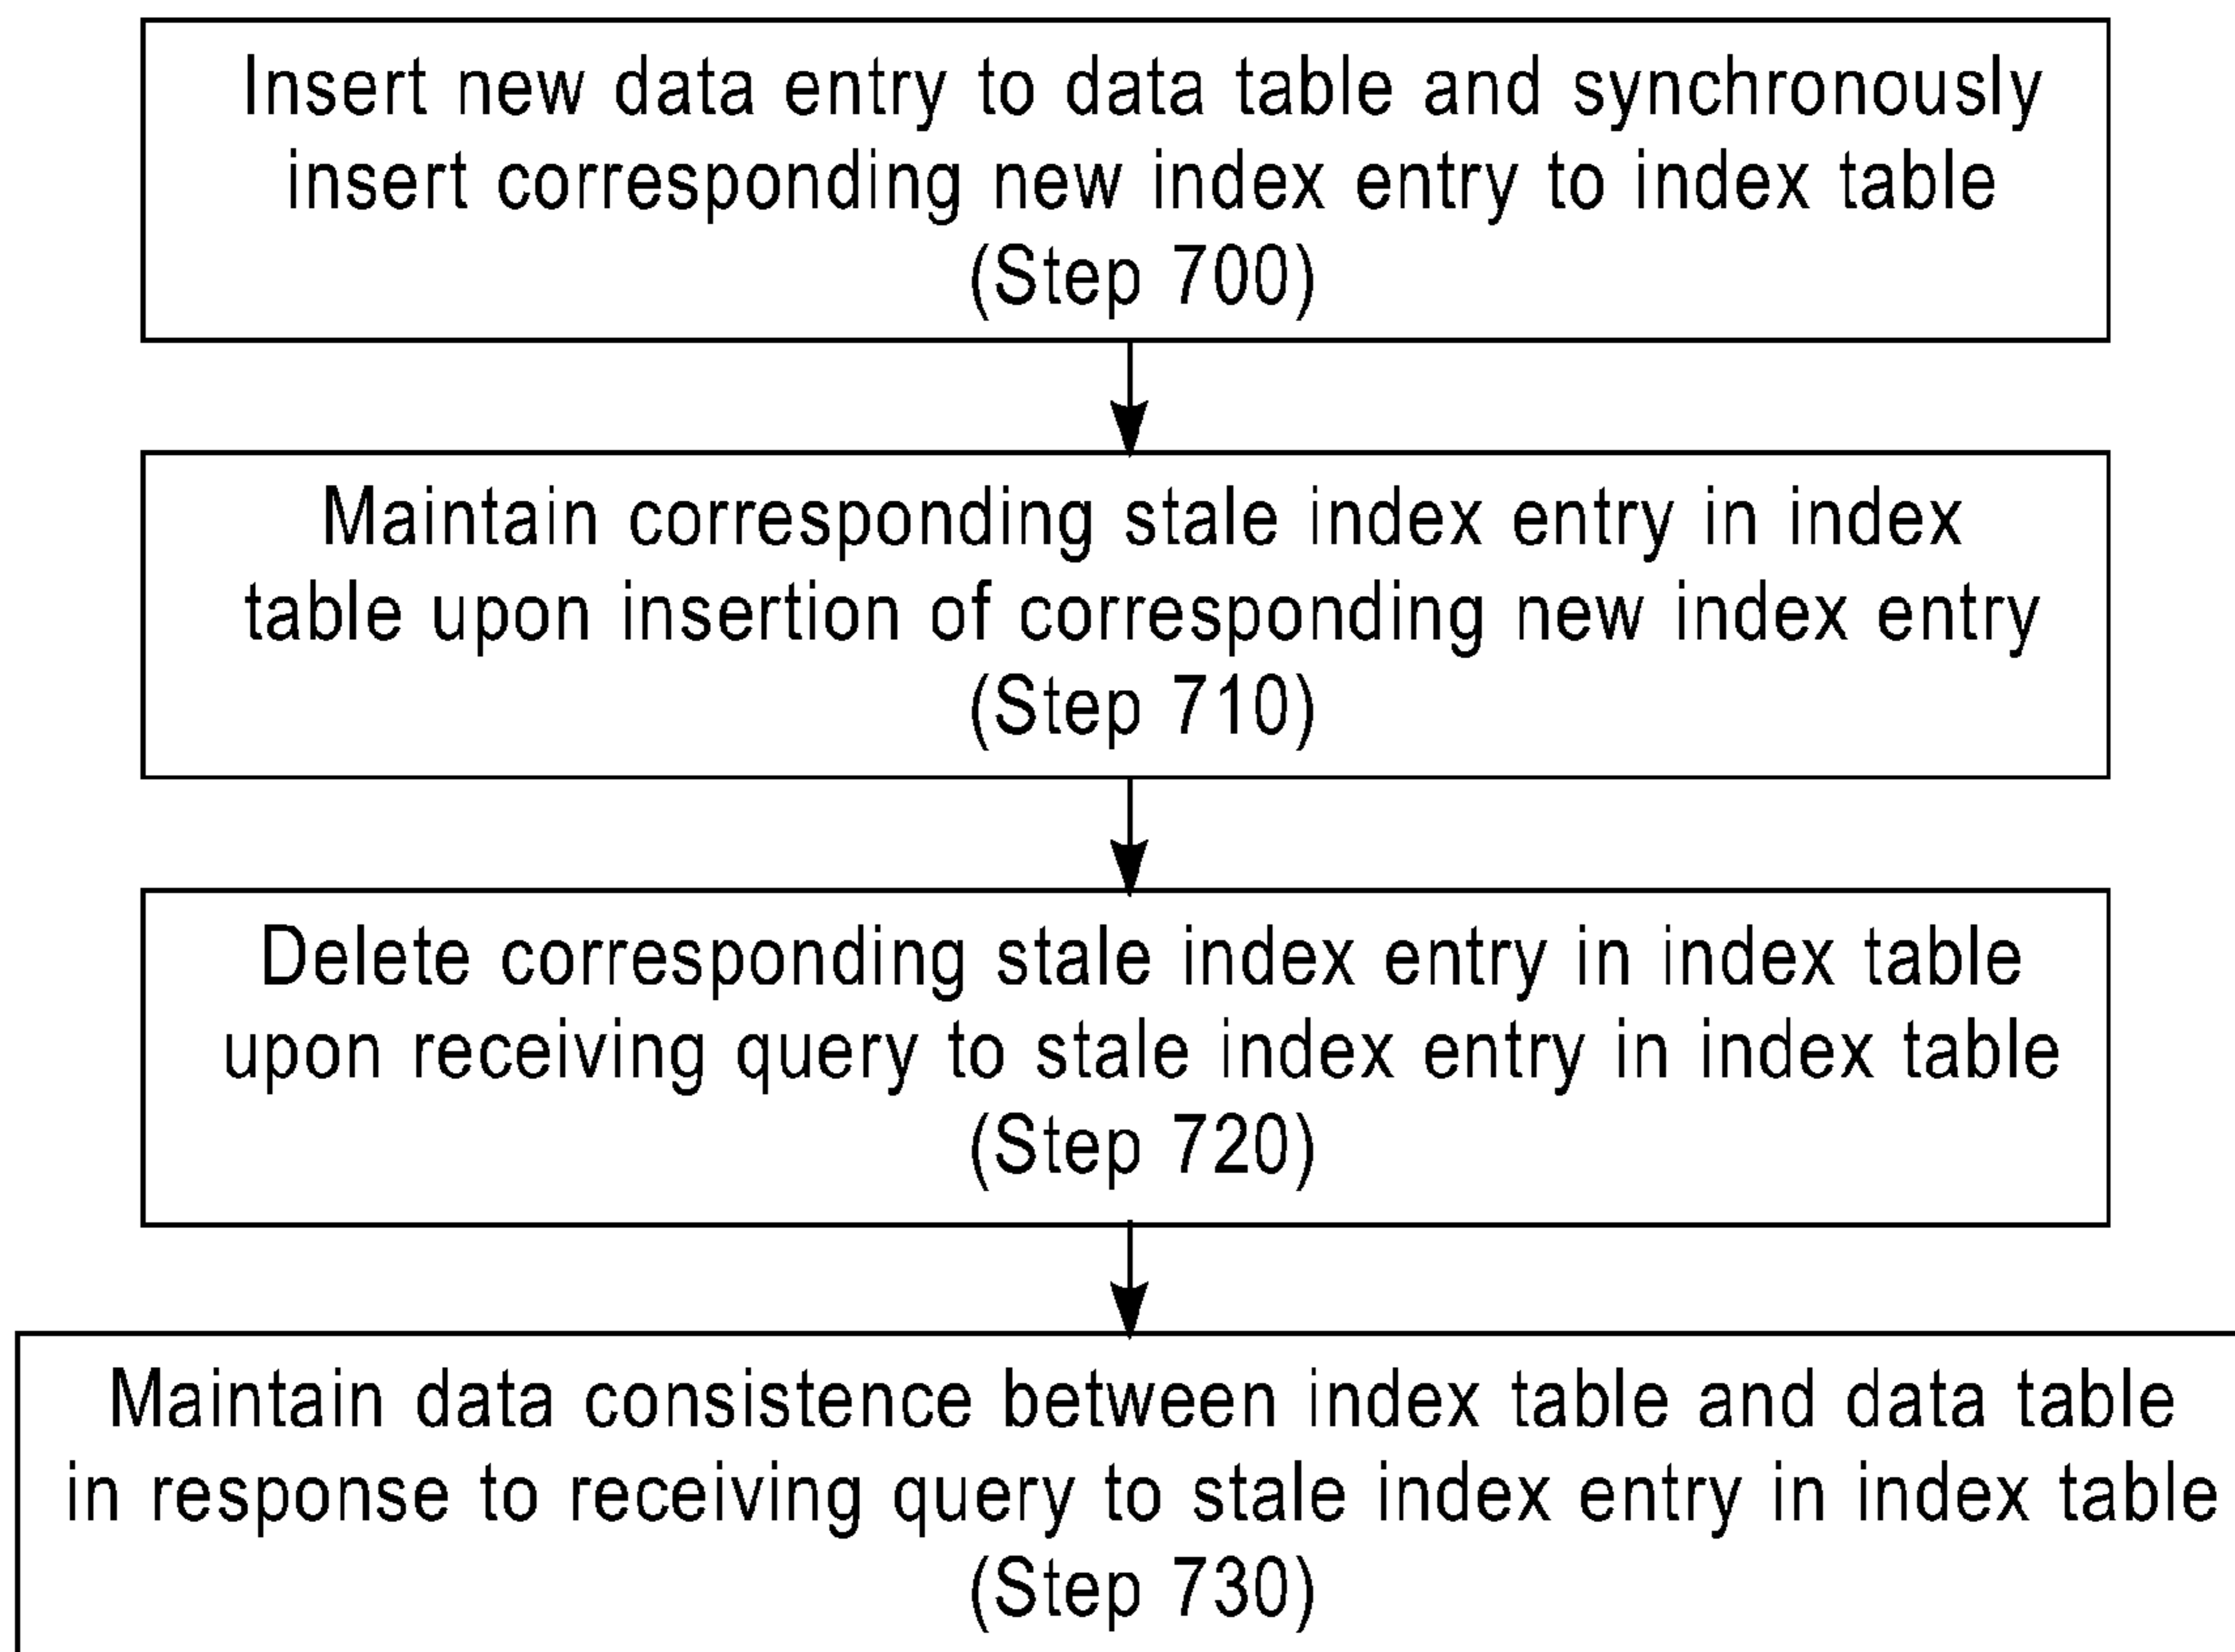 Insert new data entry to data table and synchronously
insert corresponding new index entry to index table
(Step 700)
Maintain corresponding stale index entry in index
table upon insertion of corresponding new index entry
(Step 710)
Delete corresponding stale index entry in index table
upon receiving query to stale index entry in index table
(Step 720)
Maintain data consistence between index table and data table
in response to receiving query to stale index entry in index table
(Step 730)